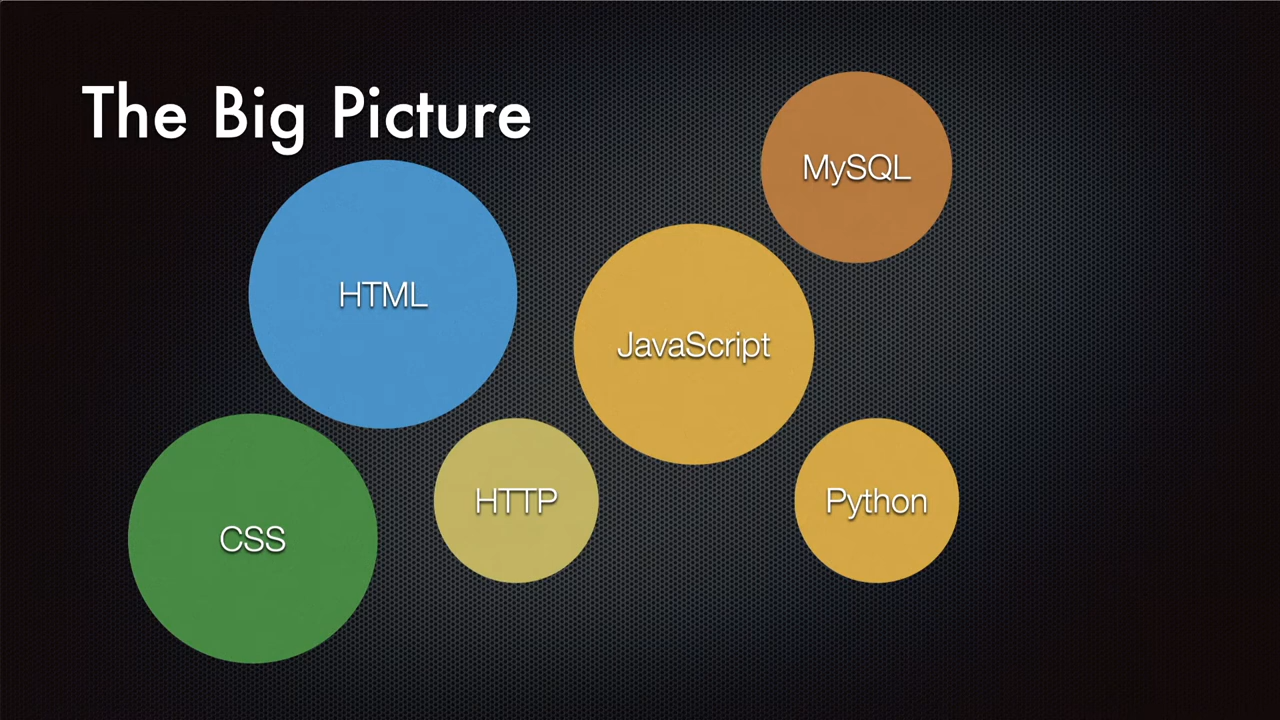 The Big Picture
MySQL
HTML
JavaScript
HTTP
Python
CSS